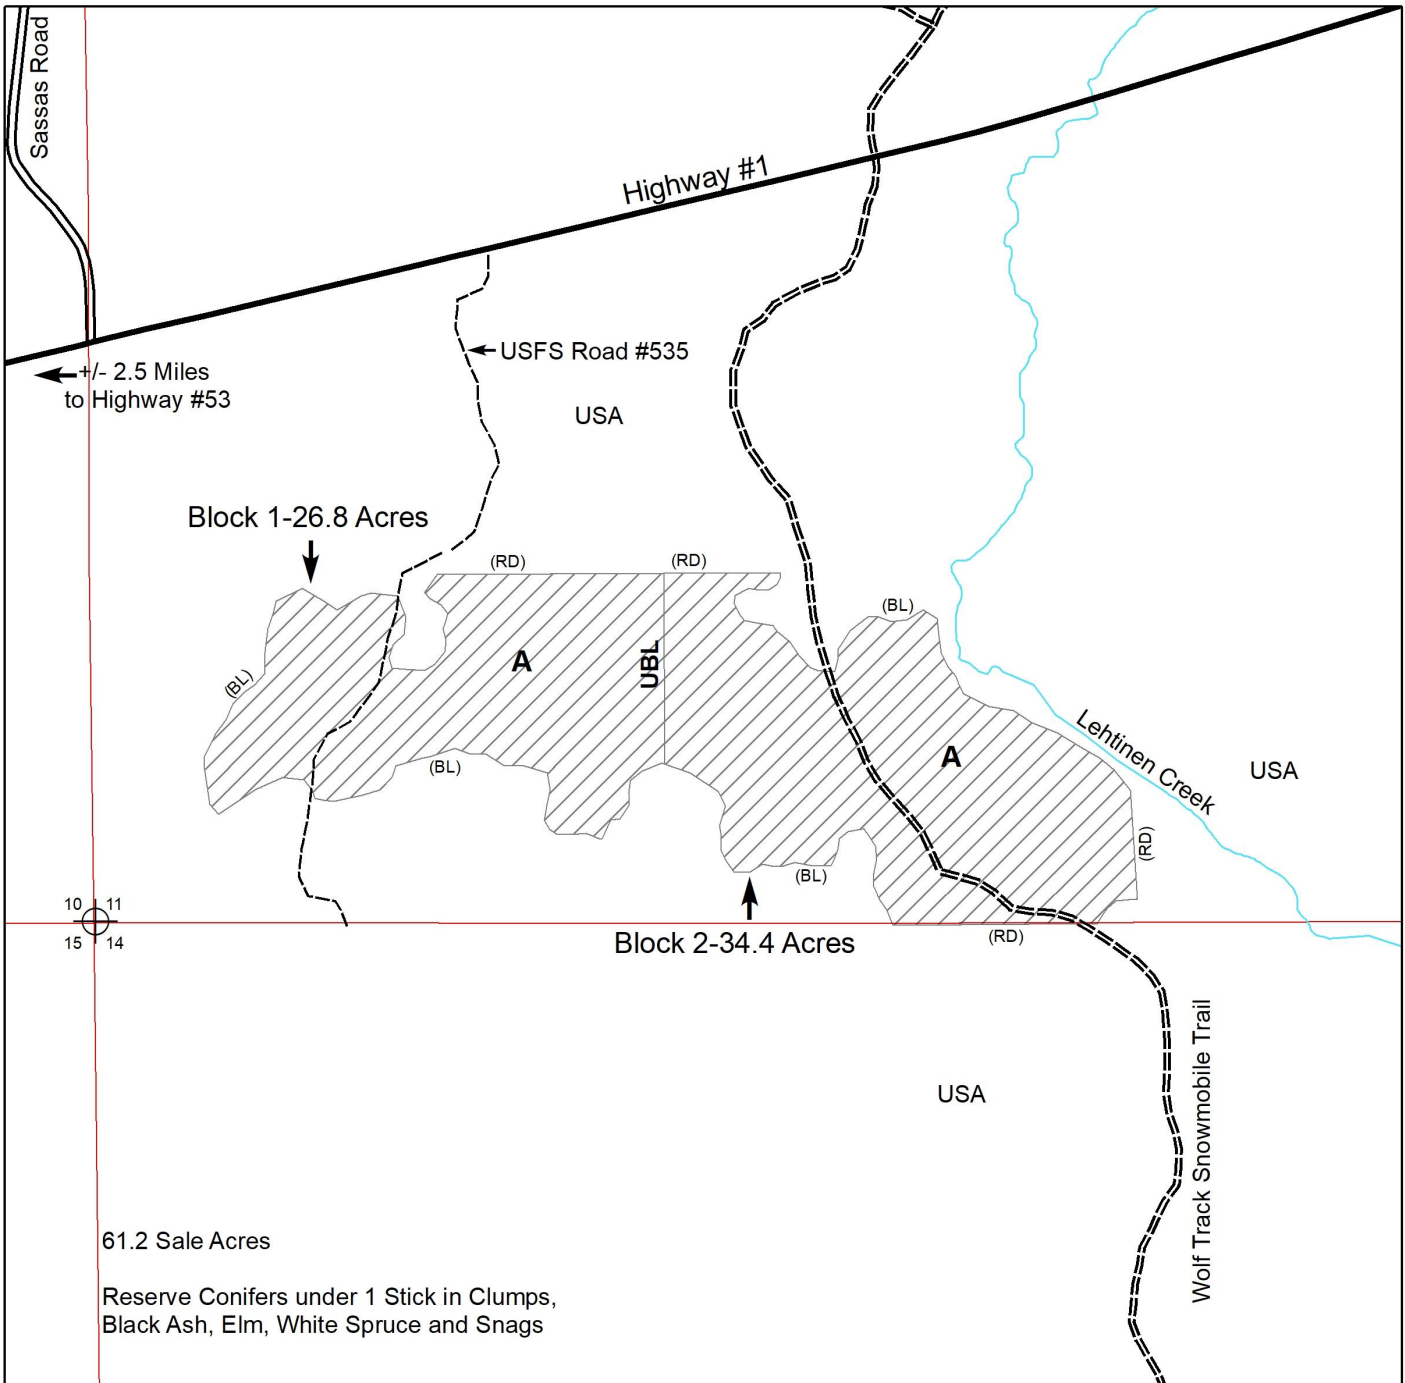 Sassas Road
Highway #1
USFS Road #535
+/- 2.5 Miles
to Highway #53
USA
Block 1-26.8 Acres
(RD)
(RD)
(BL)
(BL)
A
UBL
A
(BL)
Lehtinen Creek
USA
(RD)
(BL)
10 11
15 14
Block 2-34.4 Acres
(RD)
USA
Wolf Track Snowmobile Trail
61.2 Sale Acres
Reserve Conifers under 1 Stick in Clumps,
Black Ash, Elm, White Spruce and Snags